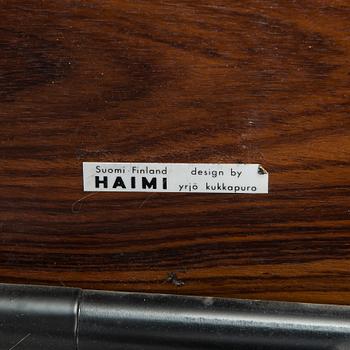 Suomi·Finland design by
HAIMI yrjö kukkapuro